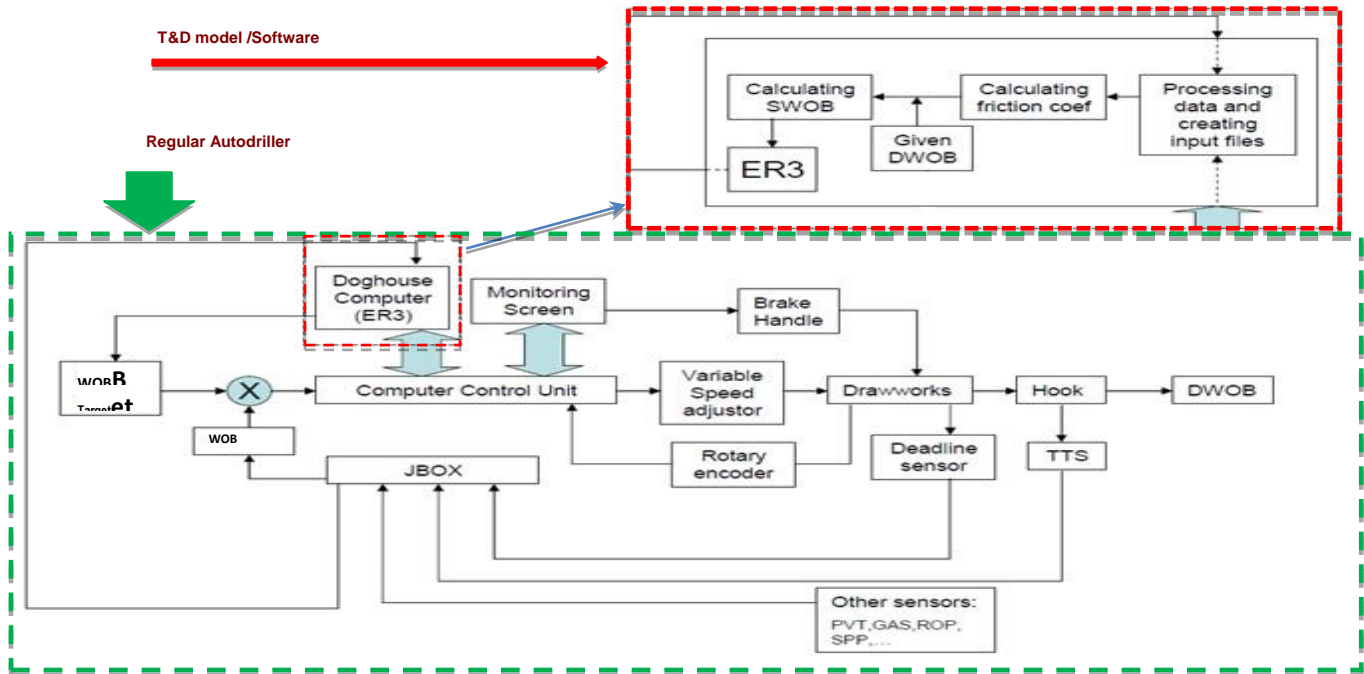 T&D model /Software
Calculating
SWOB
Calculating
friction coef
Processing
data and
creating
input files
Given
DWOB
ER3
Regular Autodriller
Doghouse
Computer
(ER3)
Monitoring
Screen
Brake
Handle
WOBB
Targetet
X
Computer Control Unit
Variable
Speed
adjustor
Drawworks
Hook
DWOB
WOB
JBOX
Rotary
encoder
Deadline
sensor
TTS
Other sensors:
PVT,GAS,ROP,
SPP,...